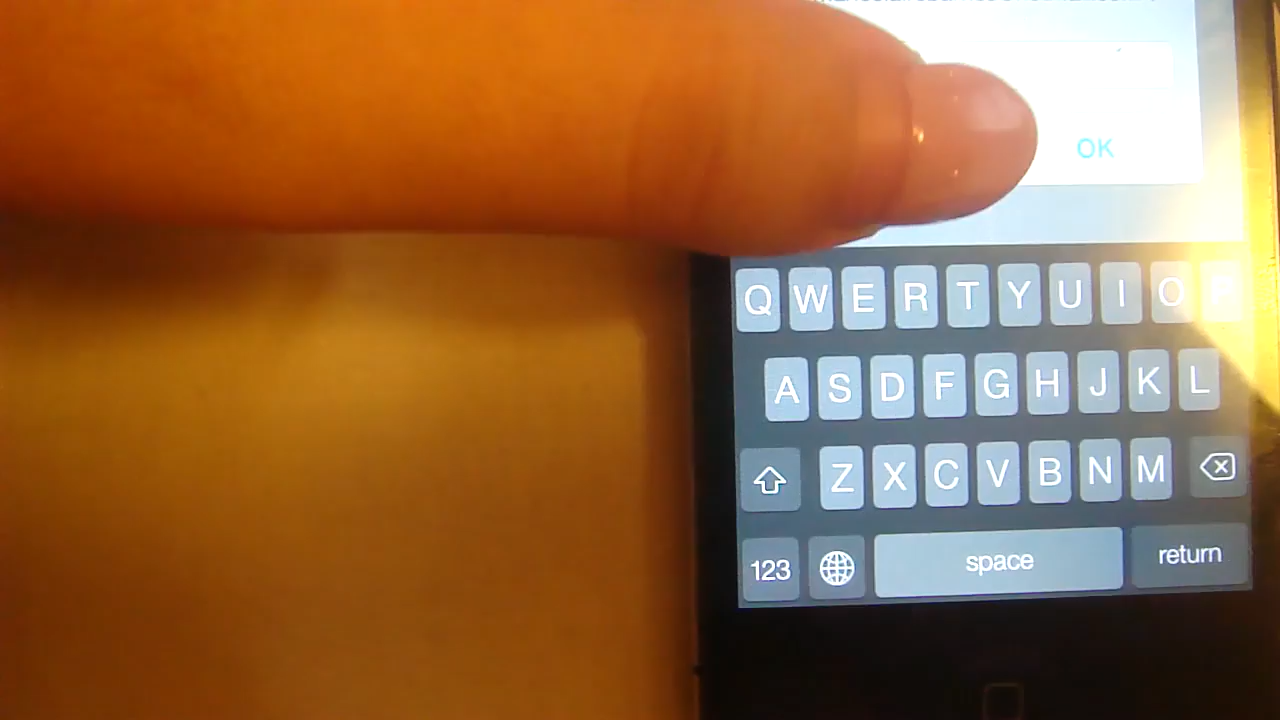 OK
Q W E R T Y U I O P
A S D F G H J K L
Z X C V B N M
123 space return